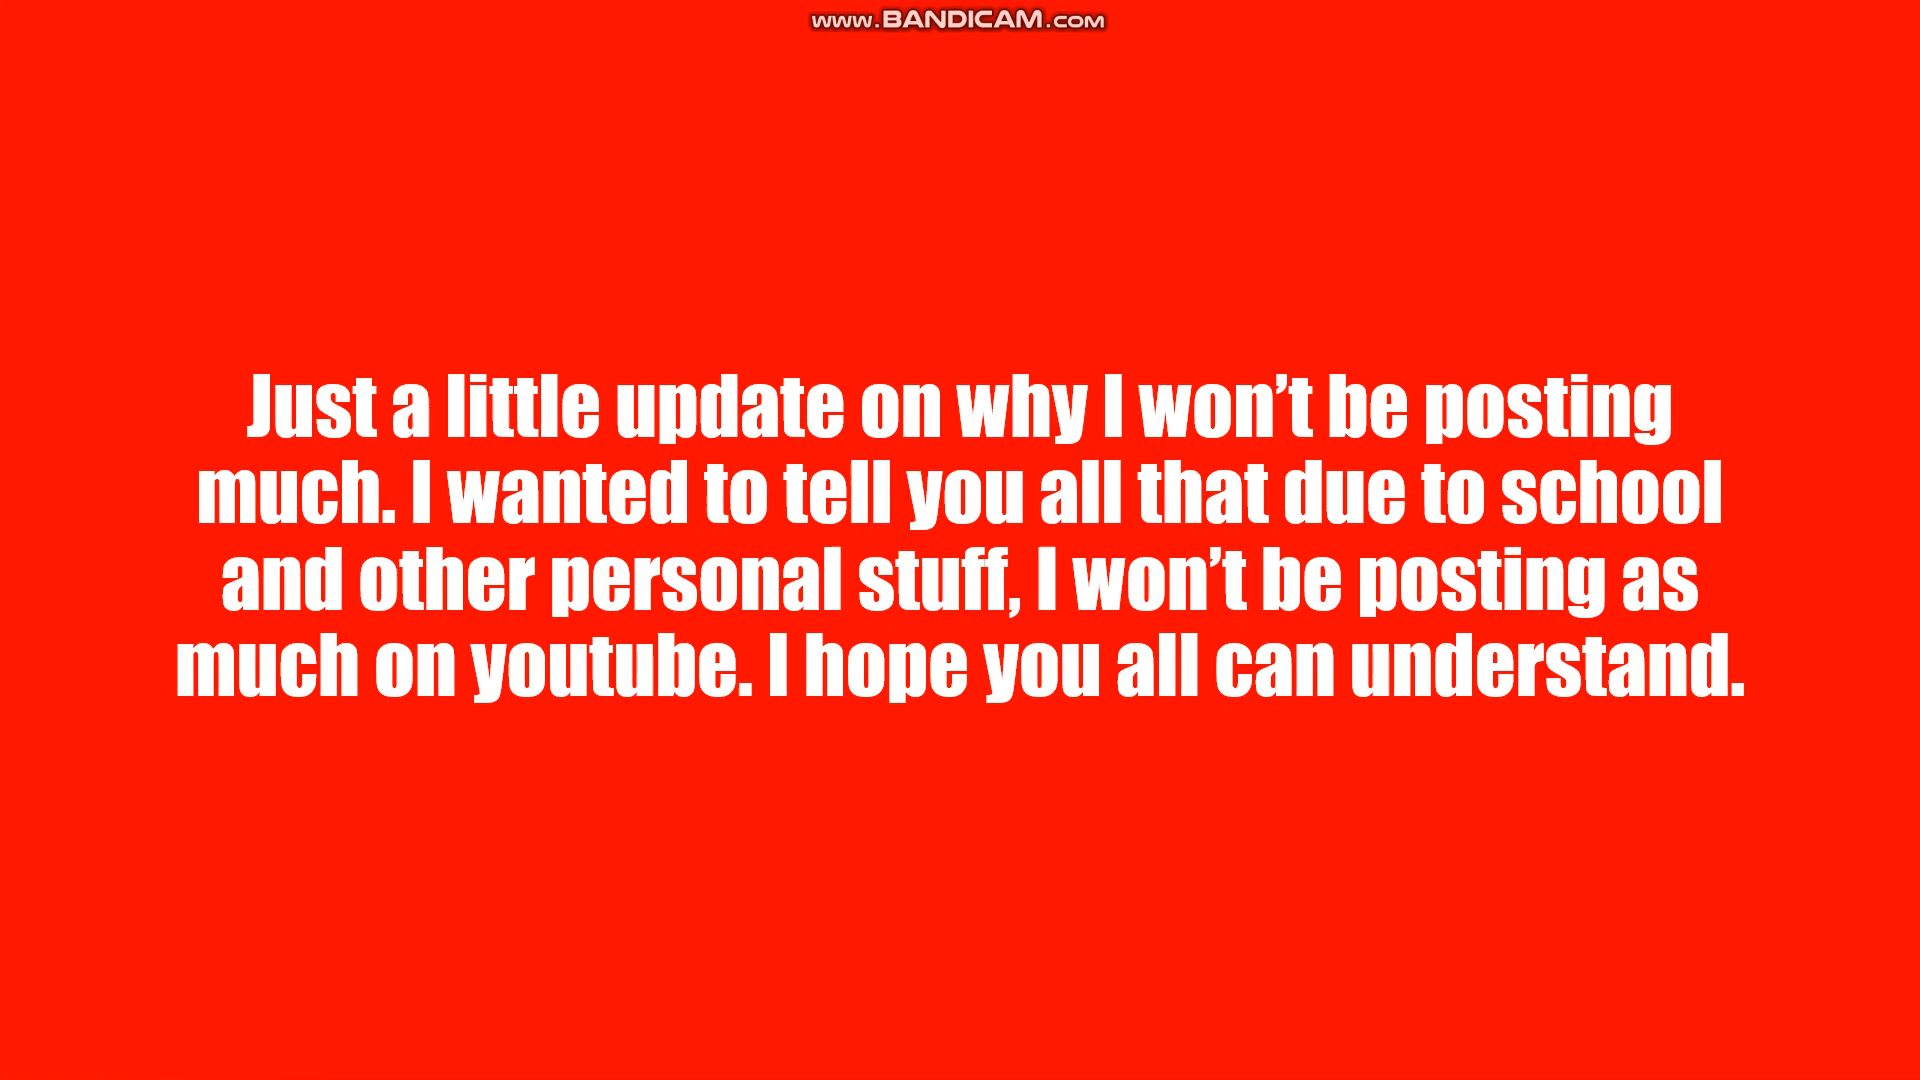 www.BANDICAM.com
Just a little update on why I won’t be posting
much. I wanted to tell you all that due to school
and other personal stuff, I won’t be posting as
much on youtube. I hope you all can understand.